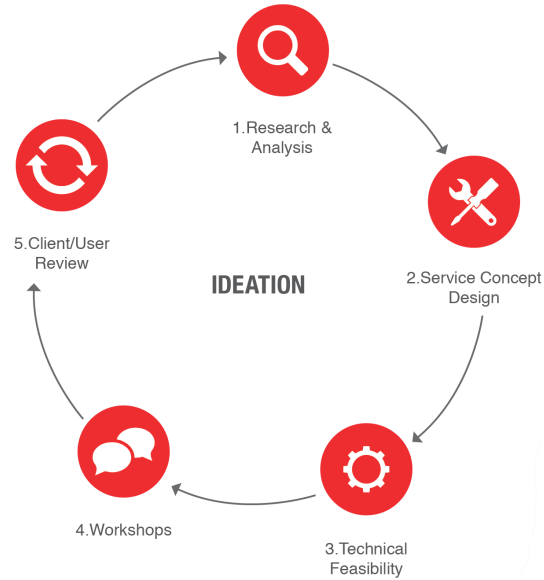 1.Research &
Analysis
2.Service Concept
Design
3.Technical
Feasibility
4.Workshops
5.Client/User
Review
IDEATION